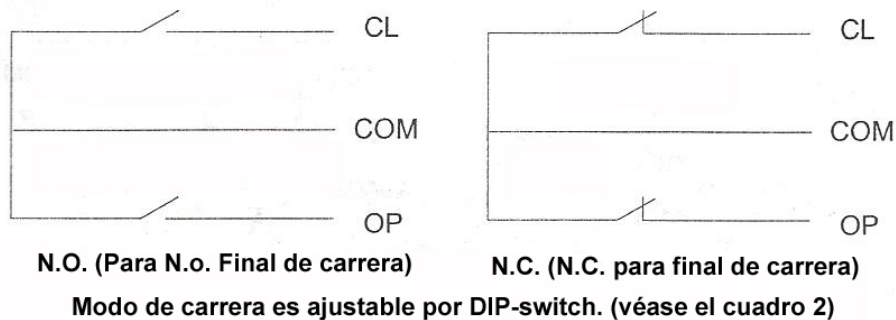 CL CL
COM COM
OP OP
N.O. (Para N.o. Final de carrera) N.C. (N.C. para final de carrera)
Modo de carrera es ajustable por DIP-switch. (véase el cuadro 2)